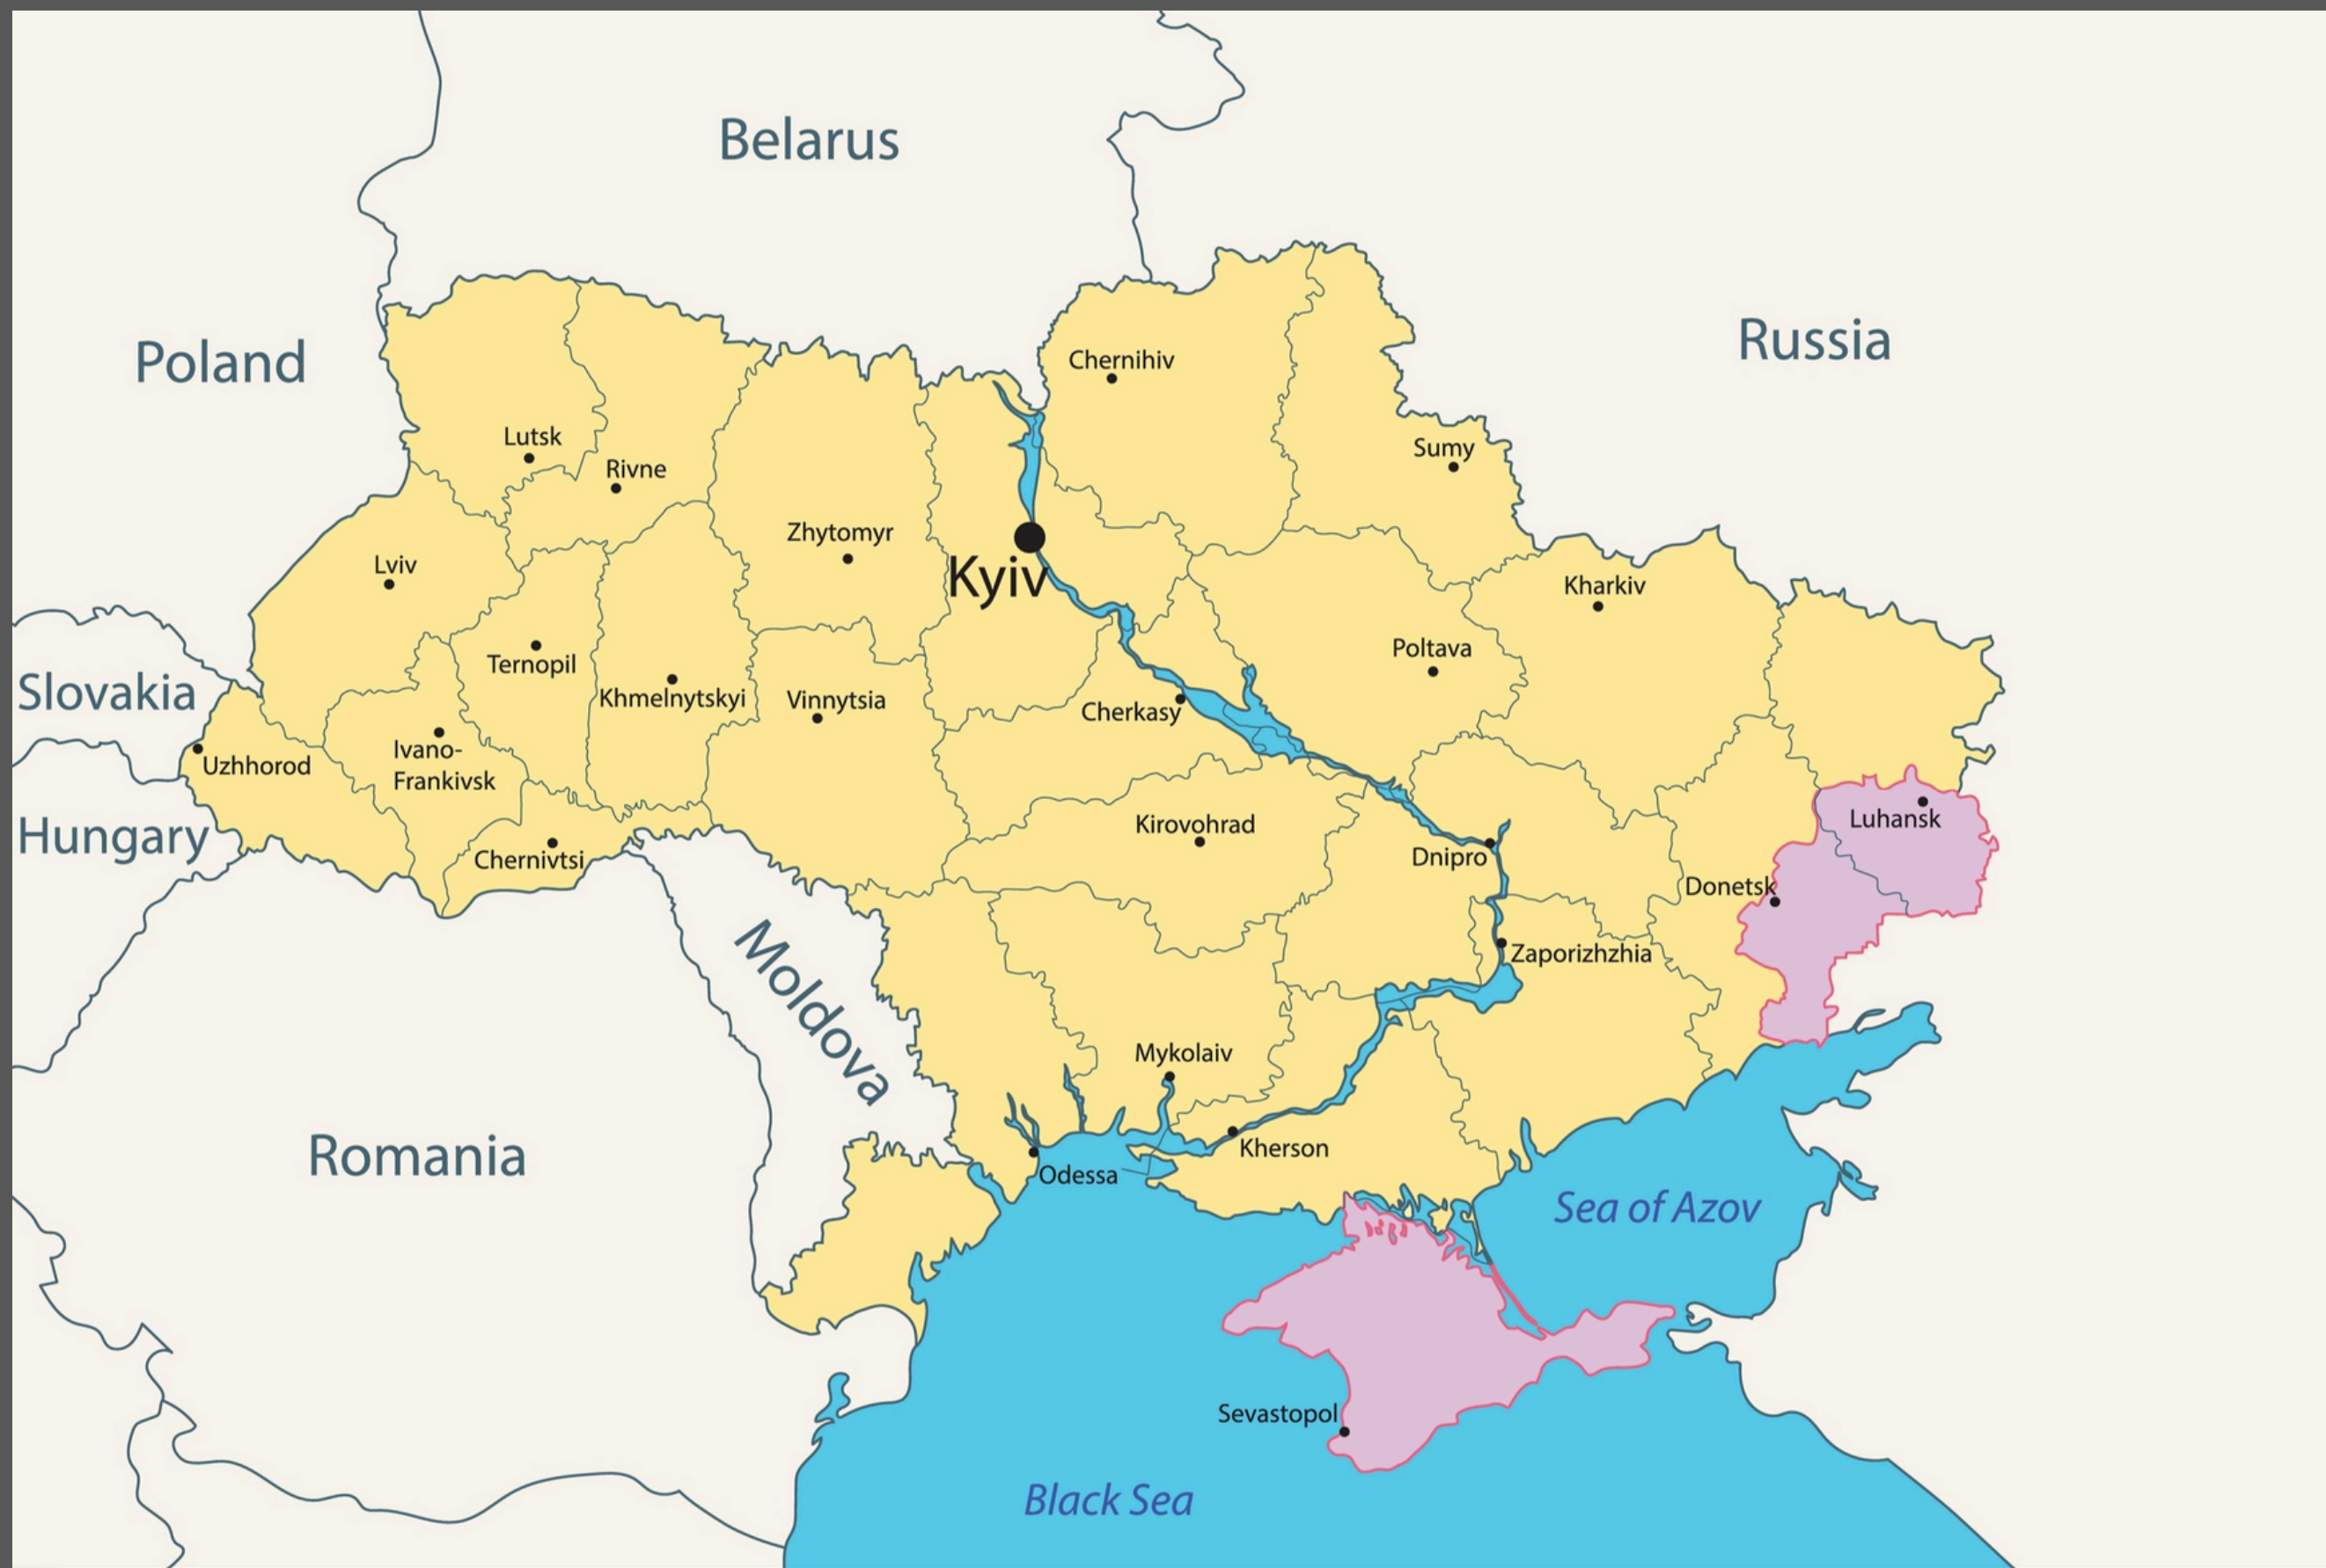 Belarus
Poland
Russia
Chernihiv
Lutsk
Rivne
Sumy
Zhytomyr
Kyiv
Lviv
Kharkiv
Ternopil
Poltava
Slovakia
Khmelnytskyi
Vinnytsia
Cherkasy
Uzhhorod
Ivano-
Frankivsk
Hungary
Chernivtsi
Kirovohrad
Dnipro
Luhansk
Donetsk
Zaporizhzhia
Moldova
Mykolaiv
Romania
Odessa
Kherson
Sea of Azov
Sevastopol
Black Sea